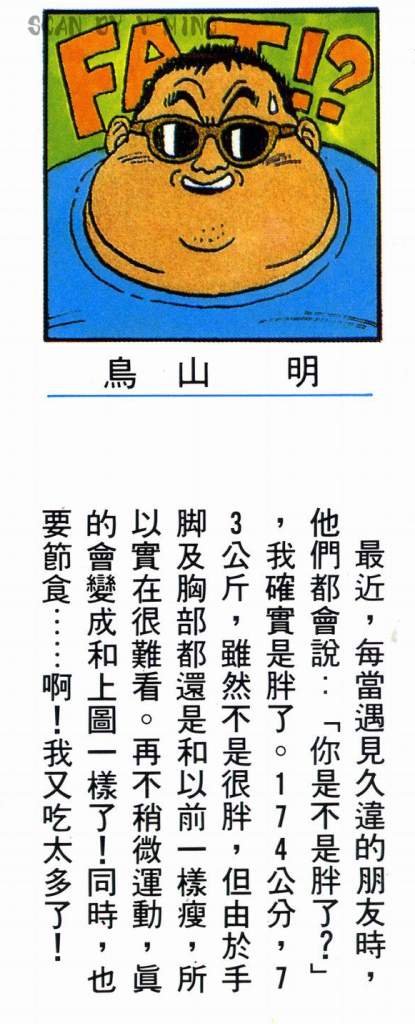 SCAN BY Y NING
FAT!?
鳥山 明
最近，每當遇見久違的朋友時，
他們都會說：「你是不是胖了？」
，我確實是胖了。174公分，7
3公斤，雖然不是很胖，但由於手
脚及胸部都還是和以前一樣瘦，所
以實在很難看。再不稍微運動，眞
的會變成和上圖一樣了！同時，也
要節食……啊！我又吃太多了！